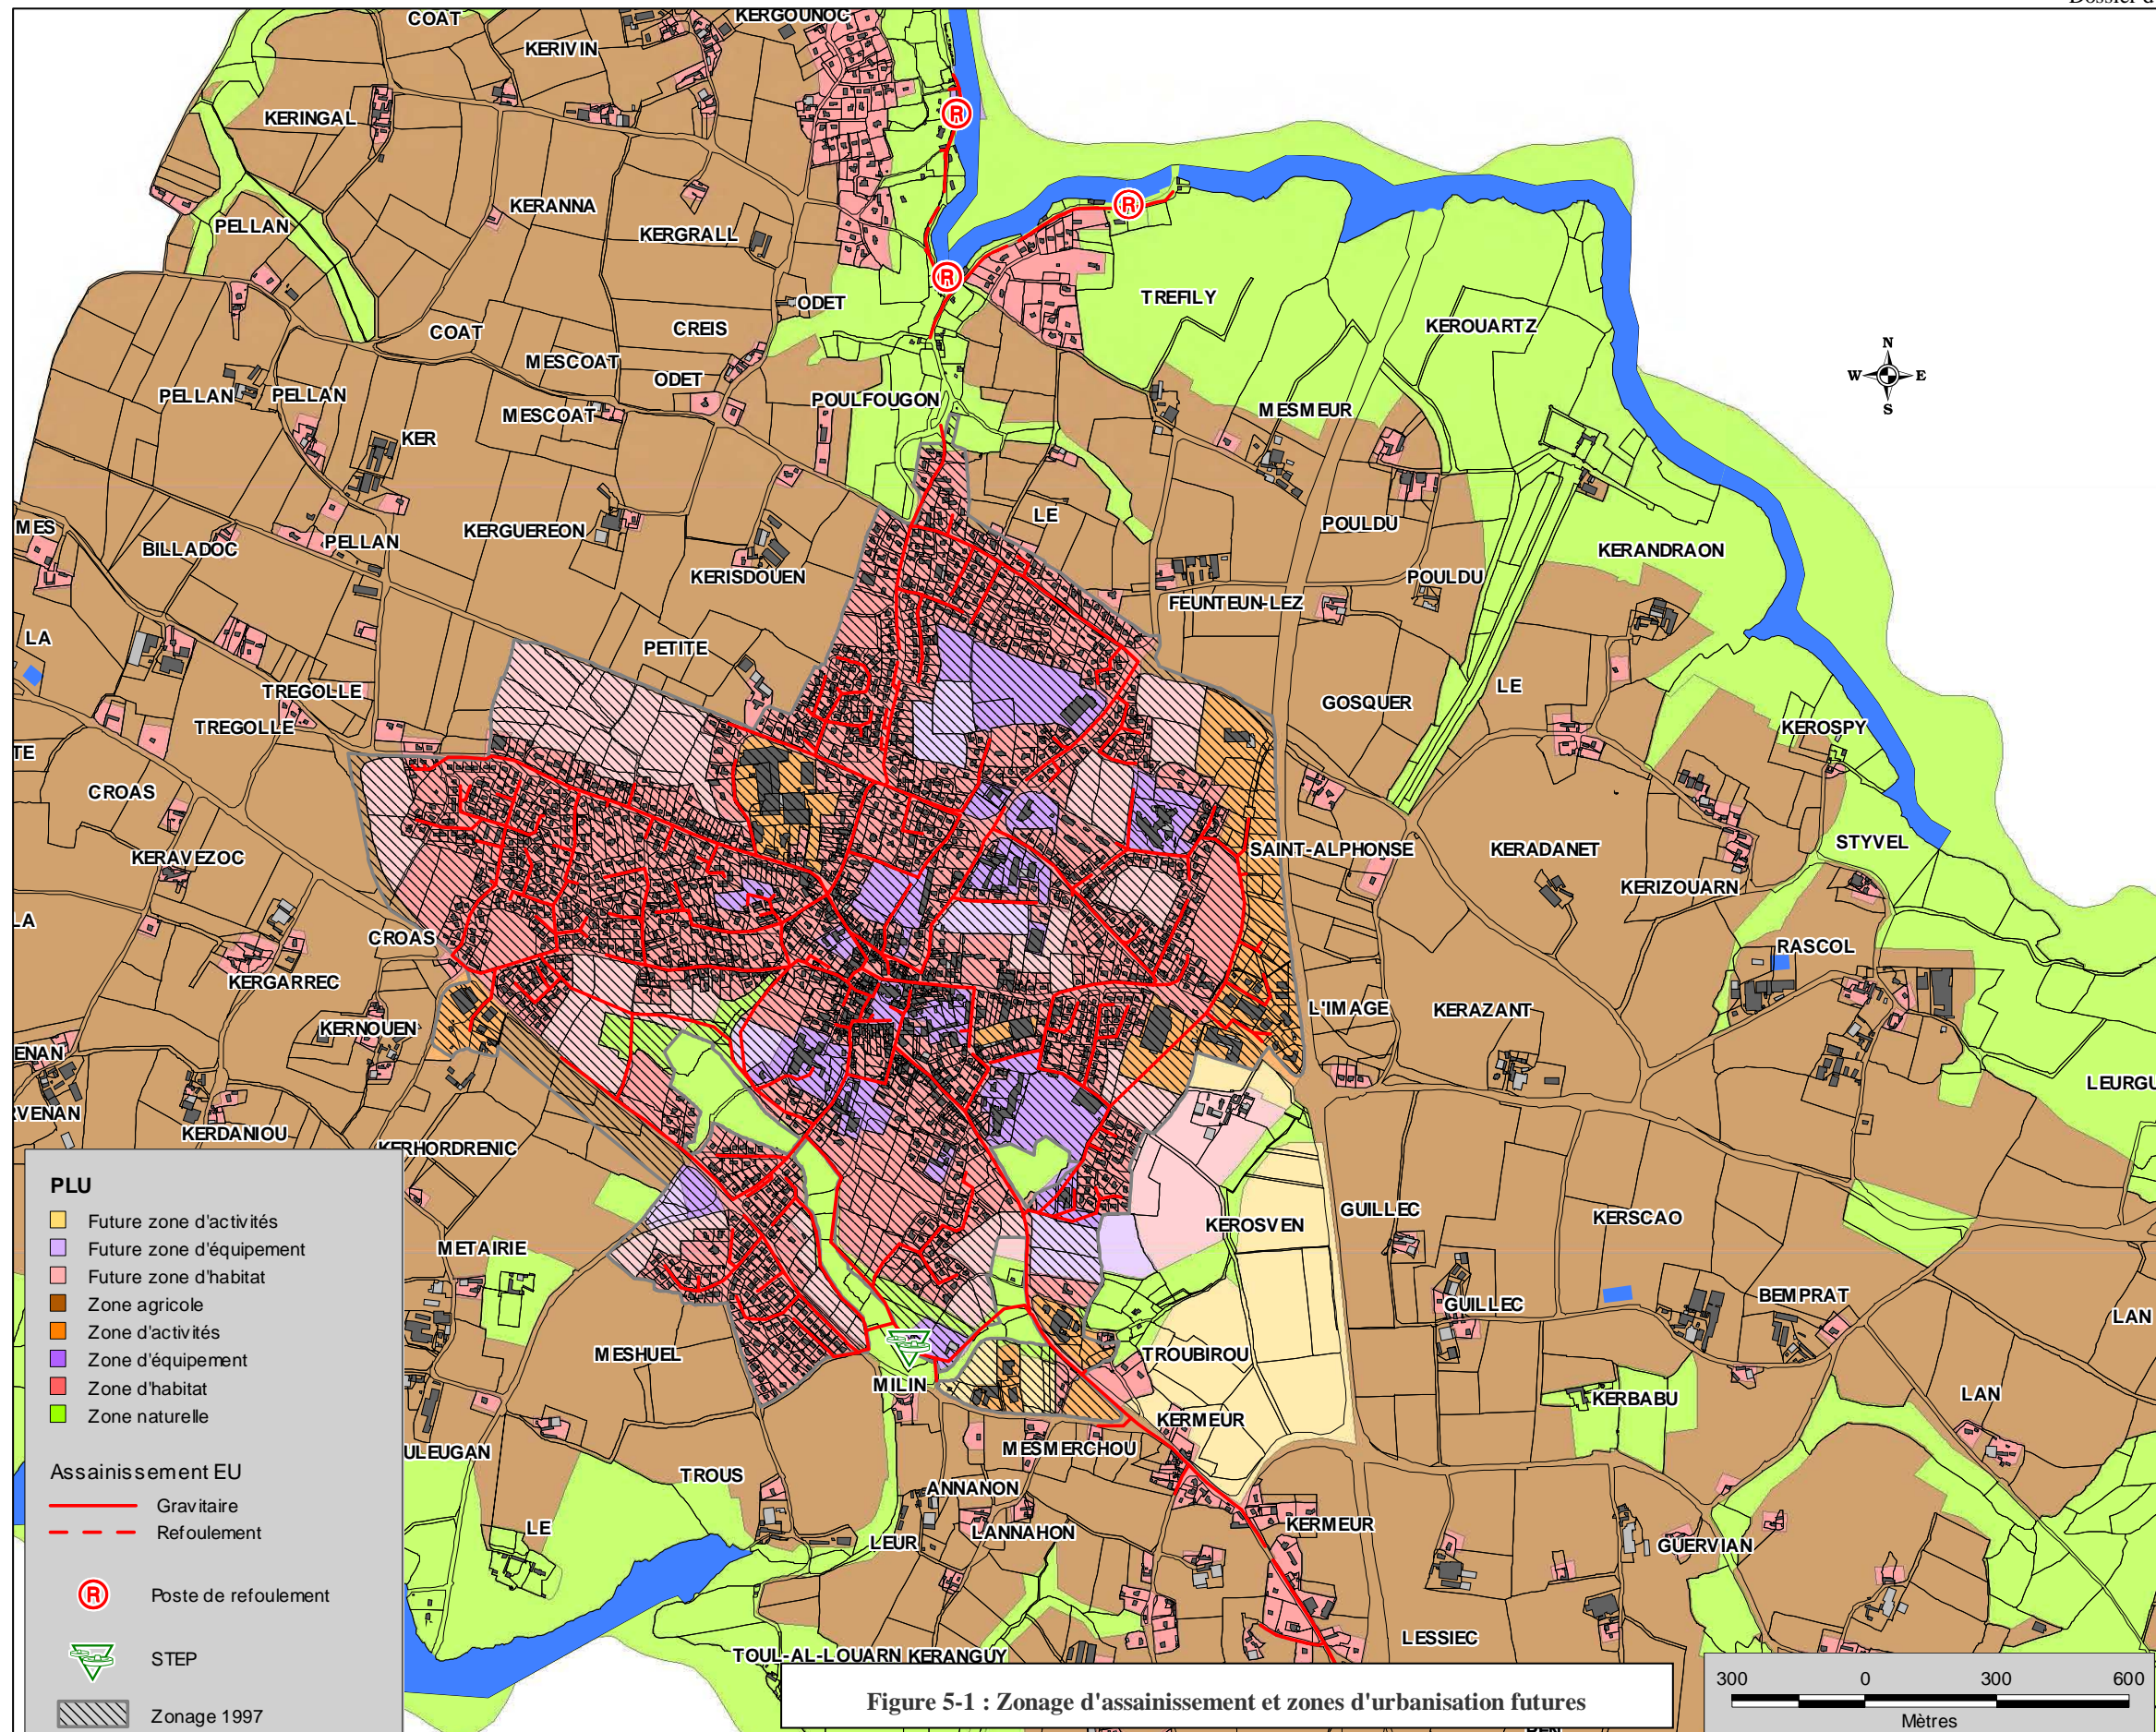 Dossier d
COAT
KERGOUNOC
KERIVIN
KERINGAL
KERANNA
PELLAN
KERGRALL
ODET
TREFILY
COAT
CREIS
KEROUARTZ
N
W E
S
MESCOAT
ODET
PELLAN
PELLAN
MESCOAT
POULFOUGON
MESMEUR
KER
MES
BILLADOC
PELLAN
KERGUEREON
LE
POULDU
KERISDOUEN
KERANDRAON
POULDU
FEUNTEUN-LEZ
LA
PETITE
TREGOLLE
GOSQUER
LE
TREGOLLE
KEROSPY
TE
CROAS
KERAVEZOC
SAINT-ALPHONSE
KERADANET
STYVEL
KERIZOUARN
LA
CROAS
RASCOL
KERGARREC
L'IMAGE
KERAZANT
KERNOUEN
ENAN
LEURGU
RVENAN
KERDANIOU
KERHORDRENIC
GUILLEC
KERSCAO
KEROSVEN
METAIRIE
BEMPRAT
GUILLEC
LAN
MESHUEL
TROUBIROU
MILIN
KERBABU
LAN
KERMEUR
MESMERCHOU
ULEUGAN
TROUS
ANNANON
LE
LANNAHON
KERMEUR
LEUR
GUERVIAN
LESSIEC
TOUL-AL-LOUARN
KERANGUY
PLU
Future zone d'activités
Future zone d'équipement
Future zone d'habitat
Zone agricole
Zone d'activités
Zone d'équipement
Zone d'habitat
Zone naturelle
Assainissement EU
Gravitaire
Refoulement
R
Poste de refoulement
STEP
Zonage 1997
R
R
R
Figure 5-1 : Zonage d'assainissement et zones d'urbanisation futures
300 0 300 600
Mètres